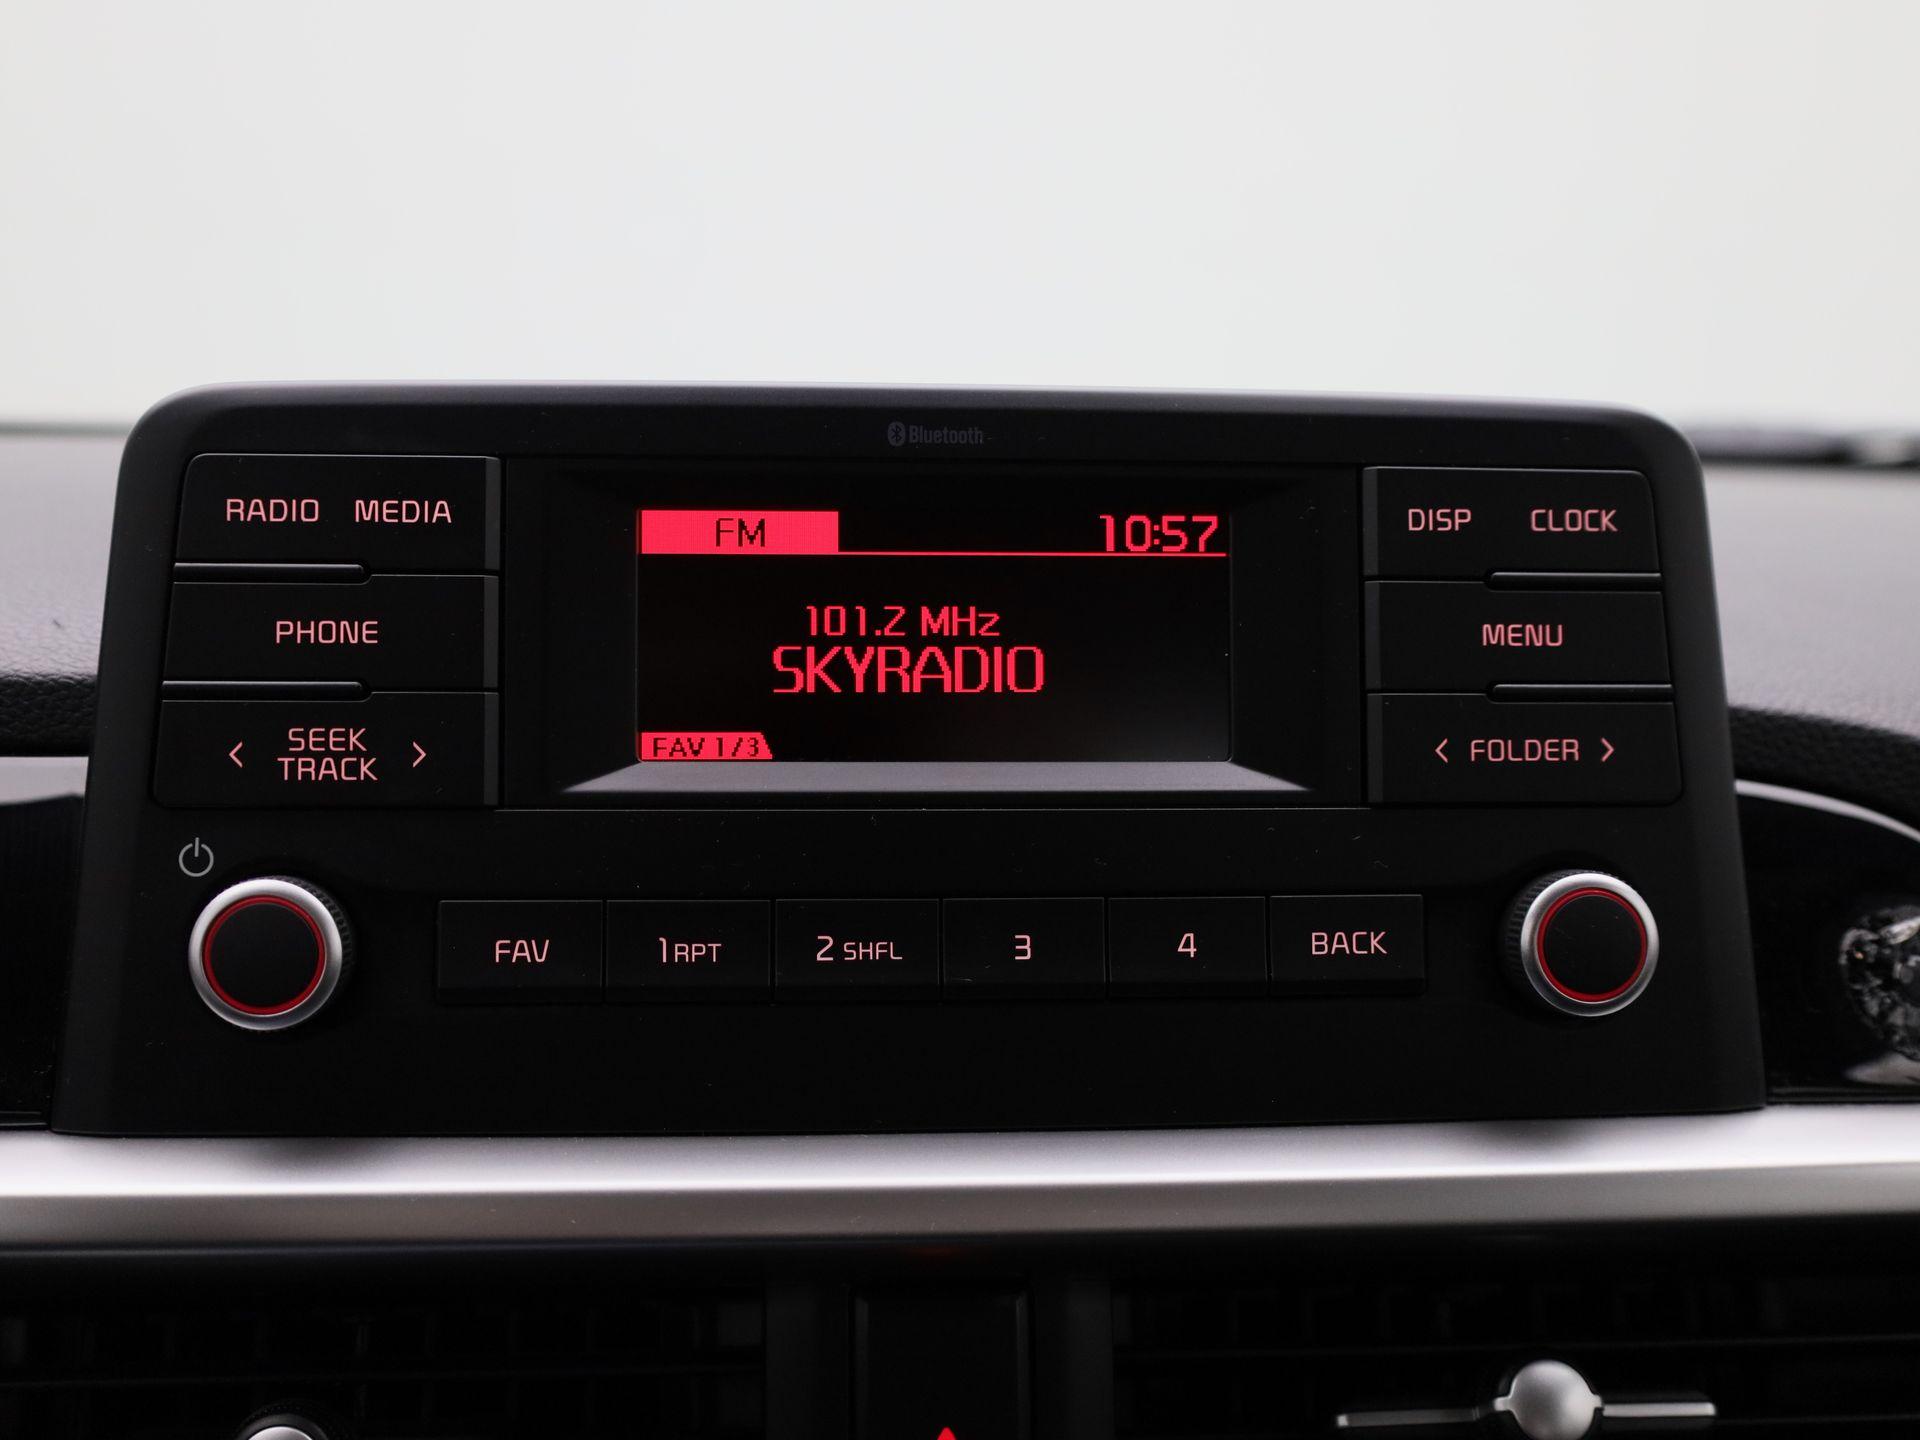 Bluetooth
RADIO MEDIA
FM 10:57
DISP CLOCK
101.2 MHz
PHONE
SKYRADIO
MENU
< SEEK TRACK >
FAV 1/3
< FOLDER >
FAV 1 RPT 2 SHFL 3 4 BACK